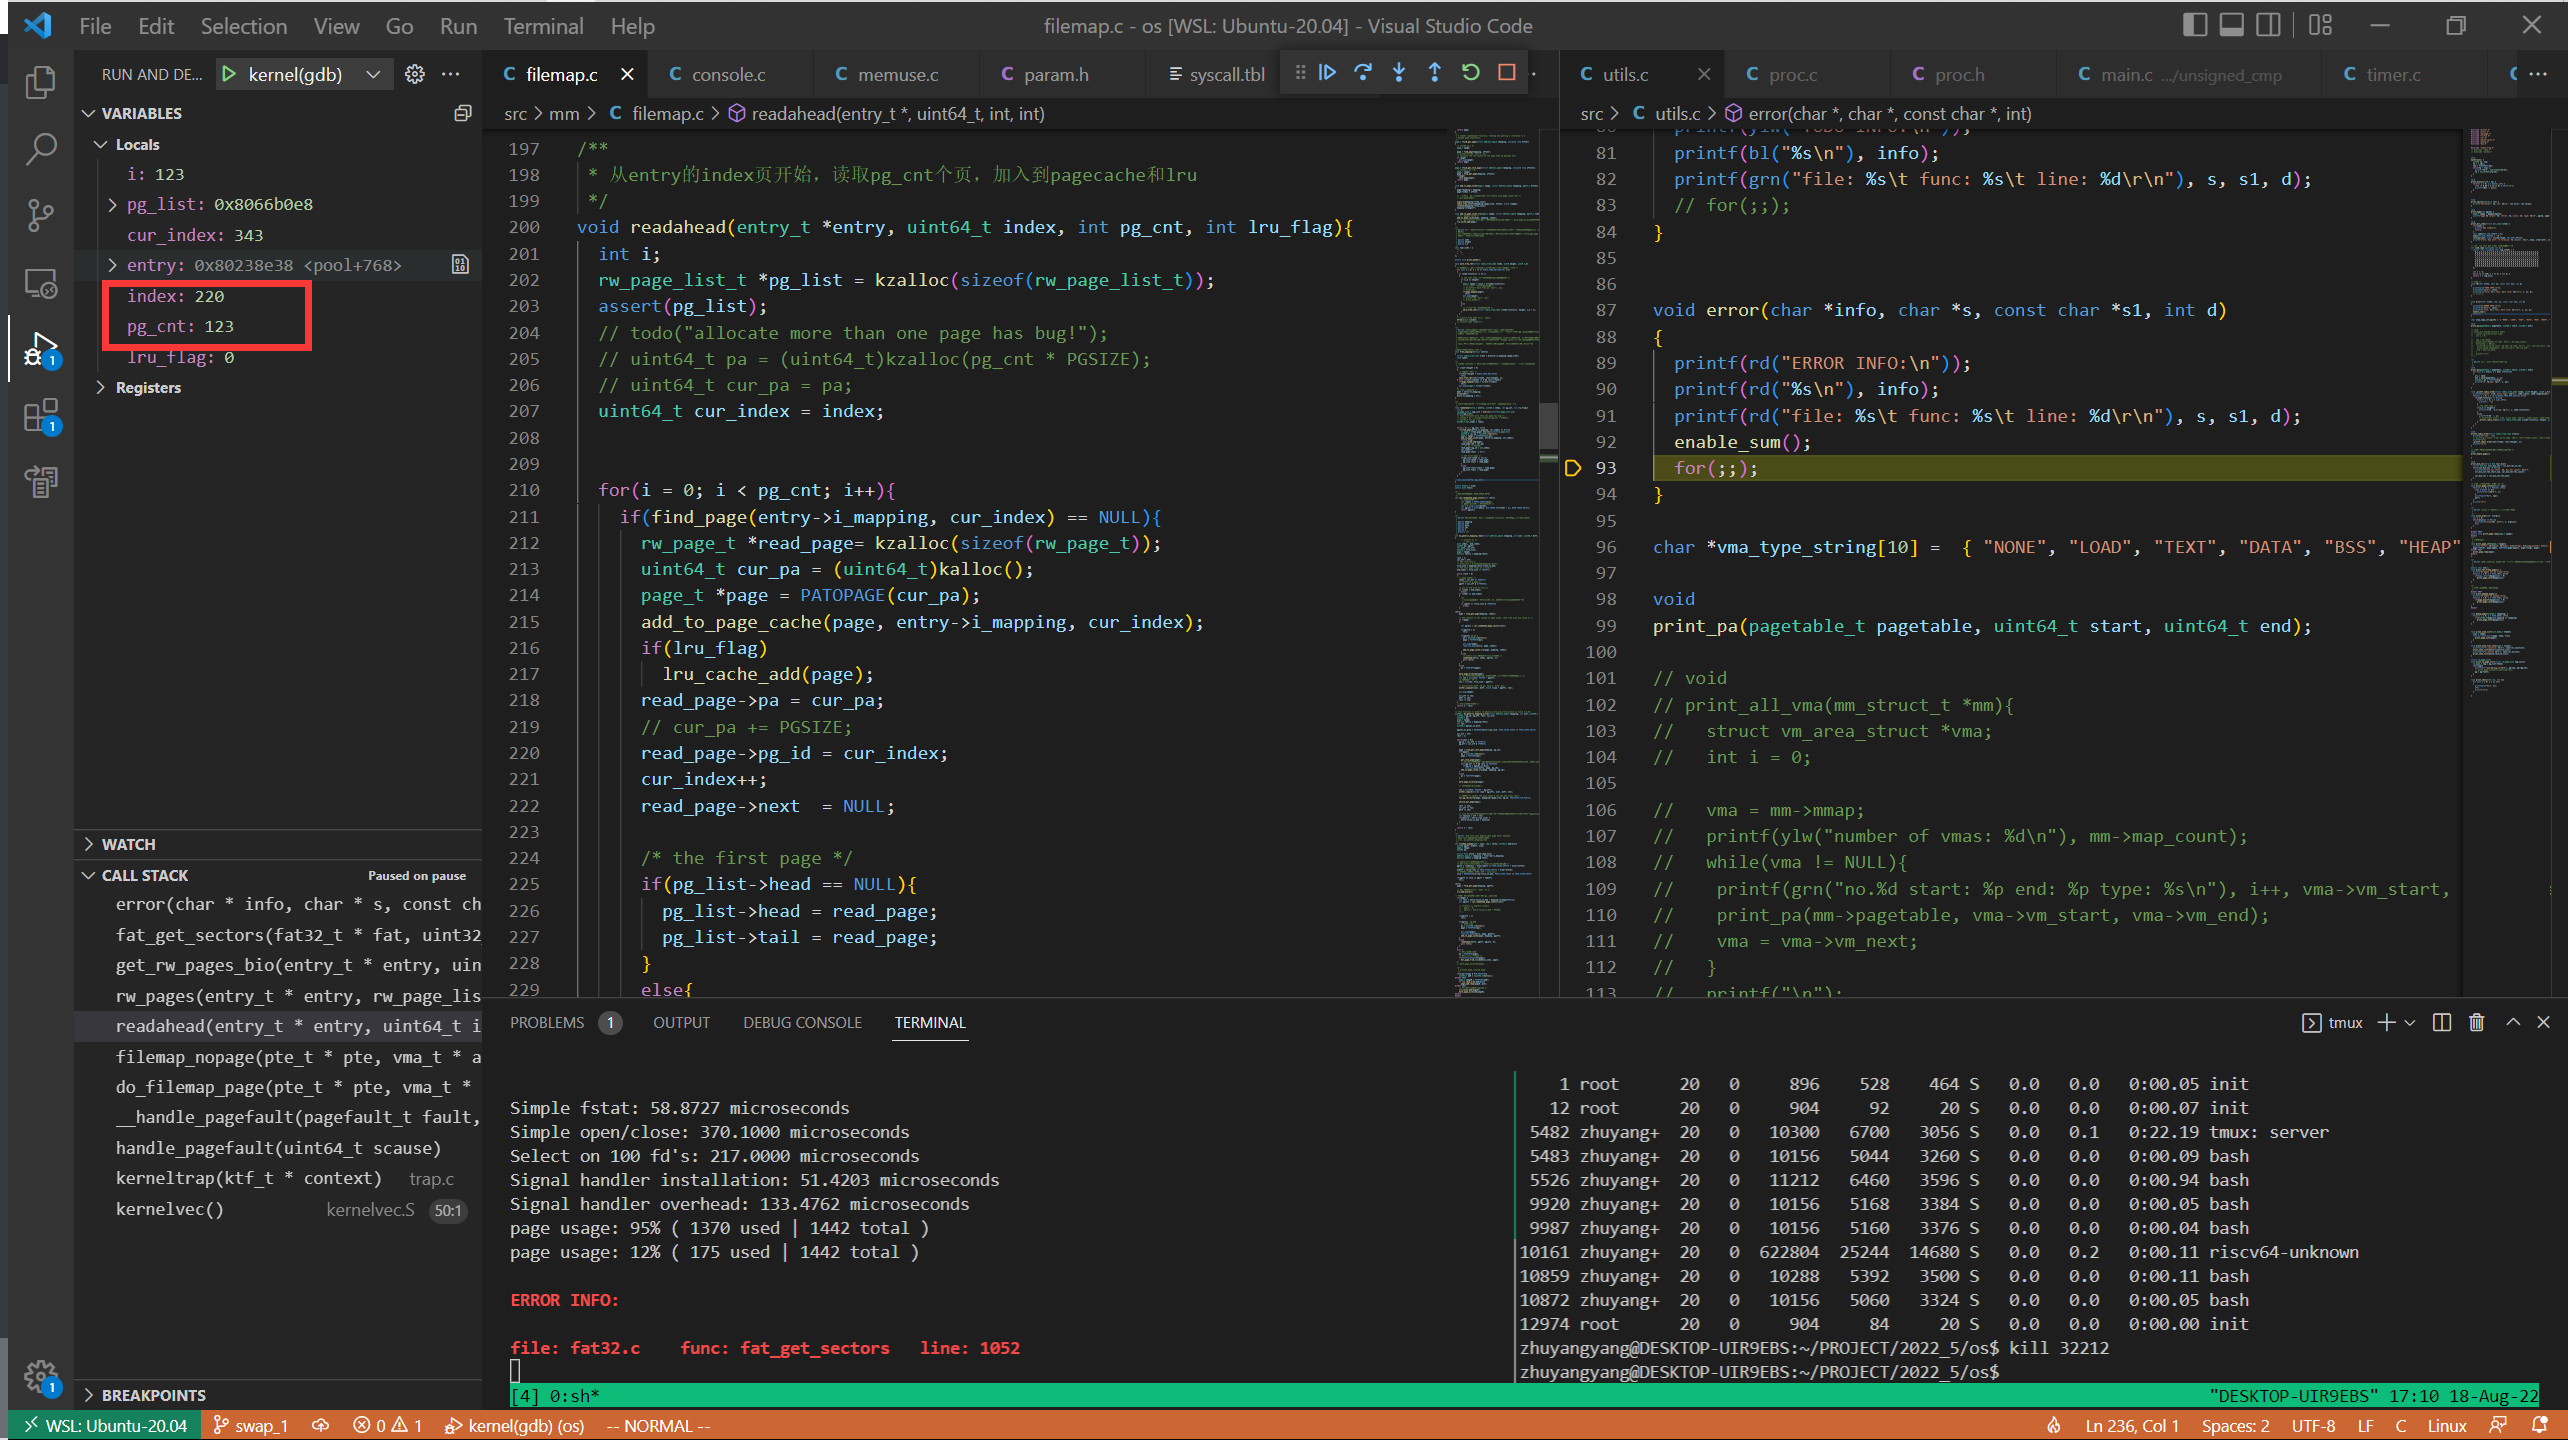 File Edit Selection View Go Run Terminal Help
filemap.c - os [WSL: Ubuntu-20.04] - Visual Studio Code
RUN AND DE... kernel(gdb)
VARIABLES
Locals
i: 123
pg_list: 0x8066b0e8
cur_index: 343
entry: 0x80238e38 <pool+768>
index: 220
pg_cnt: 123
lru_flag: 0
Registers
WATCH
CALL STACK Paused on pause
error(char * info, char * s, const ch
fat_get_sectors(fat32_t * fat, uint32_
get_rw_pages_bio(entry_t * entry, uin
rw_pages(entry_t * entry, rw_page_lis
readahead(entry_t * entry, uint64_t i
filemap_nopage(pte_t * pte, vma_t * a
do_filemap_page(pte_t * pte, vma_t *
__handle_pagefault(pagefault_t fault,
handle_pagefault(uint64_t scause)
kerneltrap(ktf_t * context) trap.c
kernelvec() kernelvec.S 50:1
BREAKPOINTS
filemap.c console.c memuse.c param.h syscall.tbl
src > mm > C filemap.c > readahead(entry_t *, uint64_t, int, int)
197 /**
198 * 从entry的index页开始，读取pg_cnt个页，加入到pagecache和lru
199 */
200 void readahead(entry_t *entry, uint64_t index, int pg_cnt, int lru_flag){
201 int i;
202 rw_page_list_t *pg_list = kzalloc(sizeof(rw_page_list_t));
203 assert(pg_list);
204 // todo("allocate more than one page has bug!");
205 // uint64_t pa = (uint64_t)kzalloc(pg_cnt * PGSIZE);
206 // uint64_t cur_pa = pa;
207 uint64_t cur_index = index;
208
209
210 for(i = 0; i < pg_cnt; i++){
211 if(find_page(entry->i_mapping, cur_index) == NULL){
212 rw_page_t *read_page= kzalloc(sizeof(rw_page_t));
213 uint64_t cur_pa = (uint64_t)kalloc();
214 page_t *page = PATOPAGE(cur_pa);
215 add_to_page_cache(page, entry->i_mapping, cur_index);
216 if(lru_flag)
217 lru_cache_add(page);
218 read_page->pa = cur_pa;
219 // cur_pa += PGSIZE;
220 read_page->pg_id = cur_index;
221 cur_index++;
222 read_page->next  = NULL;
223
224 /* the first page */
225 if(pg_list->head == NULL){
226 pg_list->head = read_page;
227 pg_list->tail = read_page;
228 }
229 else{
utils.c proc.c proc.h main.c .../unsigned_cmp timer.c
src > C utils.c > error(char *, char *, const char *, int)
81 printf(bl("%s\n"), info);
82 printf(grn("file: %s\t func: %s\t line: %d\r\n"), s, s1, d);
83 // for(;;);
84 }
85
86
87 void error(char *info, char *s, const char *s1, int d)
88 {
89 printf(rd("ERROR INFO:\n"));
90 printf(rd("%s\n"), info);
91 printf(rd("file: %s\t func: %s\t line: %d\r\n"), s, s1, d);
92 enable_sum();
93 for(;;);
94 }
95
96 char *vma_type_string[10] =  { "NONE", "LOAD", "TEXT", "DATA", "BSS", "HEAP"
97
98 void
99 print_pa(pagetable_t pagetable, uint64_t start, uint64_t end);
100
101 // void
102 // print_all_vma(mm_struct_t *mm){
103 //   struct vm_area_struct *vma;
104 //   int i = 0;
105
106 //   vma = mm->mmap;
107 //   printf(ylw("number of vmas: %d\n"), mm->map_count);
108 //   while(vma != NULL){
109 //    printf(grn("no.%d start: %p end: %p type: %s\n"), i++, vma->vm_start,
110 //    print_pa(mm->pagetable, vma->vm_start, vma->vm_end);
111 //    vma = vma->vm_next;
112 //   }
113 //   printf("\n");
PROBLEMS 1 OUTPUT DEBUG CONSOLE TERMINAL
tmux
Simple fstat: 58.8727 microseconds
Simple open/close: 370.1000 microseconds
Select on 100 fd's: 217.0000 microseconds
Signal handler installation: 51.4203 microseconds
Signal handler overhead: 133.4762 microseconds
page usage: 95% ( 1370 used | 1442 total )
page usage: 12% ( 175 used | 1442 total )
ERROR INFO:
file: fat32.c func: fat_get_sectors line: 1052
1 root 20 0 896 528 464 S 0.0 0.0 0:00.05 init
12 root 20 0 904 92 20 S 0.0 0.0 0:00.07 init
5482 zhuyang+ 20 0 10300 6700 3056 S 0.0 0.1 0:22.19 tmux: server
5483 zhuyang+ 20 0 10156 5044 3260 S 0.0 0.0 0:00.09 bash
5526 zhuyang+ 20 0 11212 6460 3596 S 0.0 0.0 0:00.94 bash
9920 zhuyang+ 20 0 10156 5168 3384 S 0.0 0.0 0:00.05 bash
9987 zhuyang+ 20 0 10156 5160 3376 S 0.0 0.0 0:00.04 bash
10161 zhuyang+ 20 0 622804 25244 14680 S 0.0 0.2 0:00.11 riscv64-unknown
10859 zhuyang+ 20 0 10288 5392 3500 S 0.0 0.0 0:00.11 bash
10872 zhuyang+ 20 0 10156 5060 3324 S 0.0 0.0 0:00.05 bash
12974 root 20 0 904 84 20 S 0.0 0.0 0:00.00 init
zhuyangyang@DESKTOP-UIR9EBS:~/PROJECT/2022_5/os$ kill 32212
zhuyangyang@DESKTOP-UIR9EBS:~/PROJECT/2022_5/os$
[4] 0:sh* "DESKTOP-UIR9EBS" 17:10 18-Aug-22
WSL: Ubuntu-20.04 swap_1 0 1 kernel(gdb) (os) -- NORMAL -- Ln 236, Col 1 Spaces: 2 UTF-8 LF C Linux